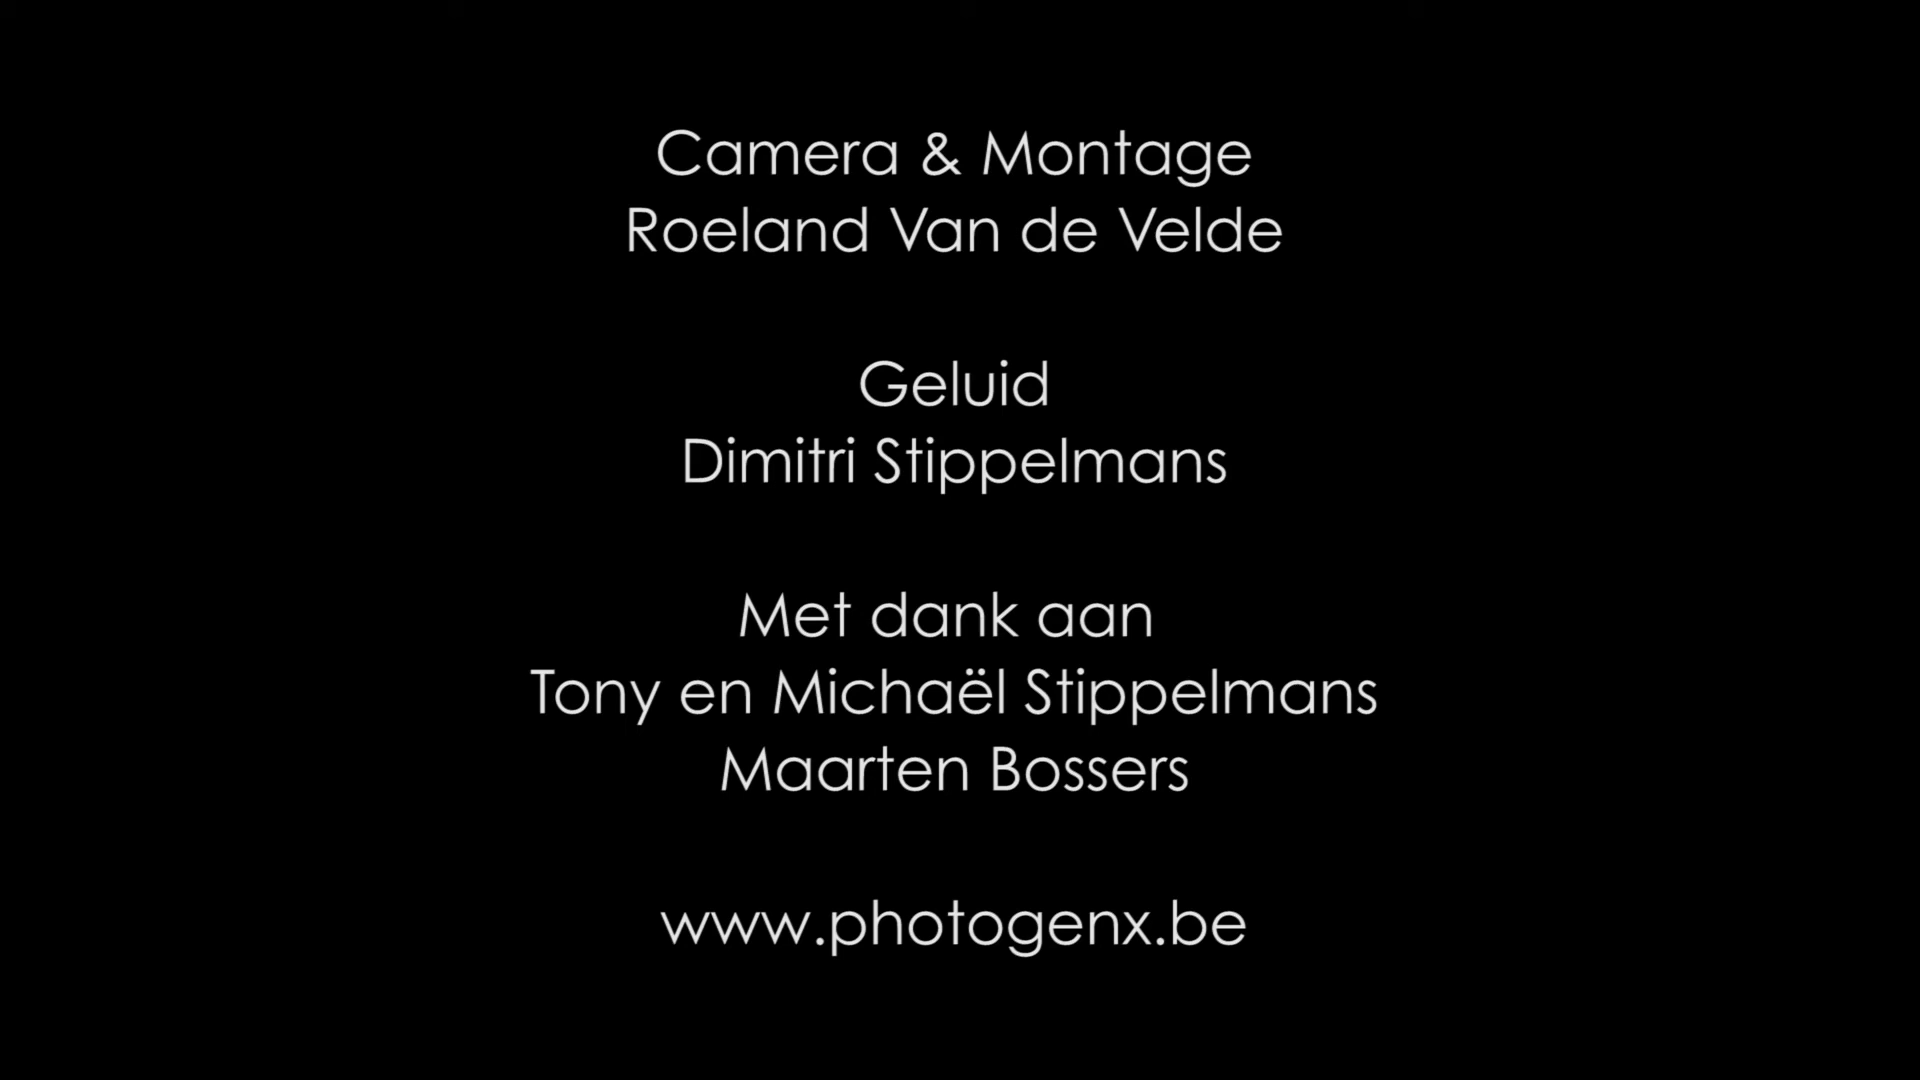 Camera & Montage
Roeland Van de Velde
Geluid
Dimitri Stippelmans
Met dank aan
Tony en Michaël Stippelmans
Maarten Bossers
www.photogenx.be